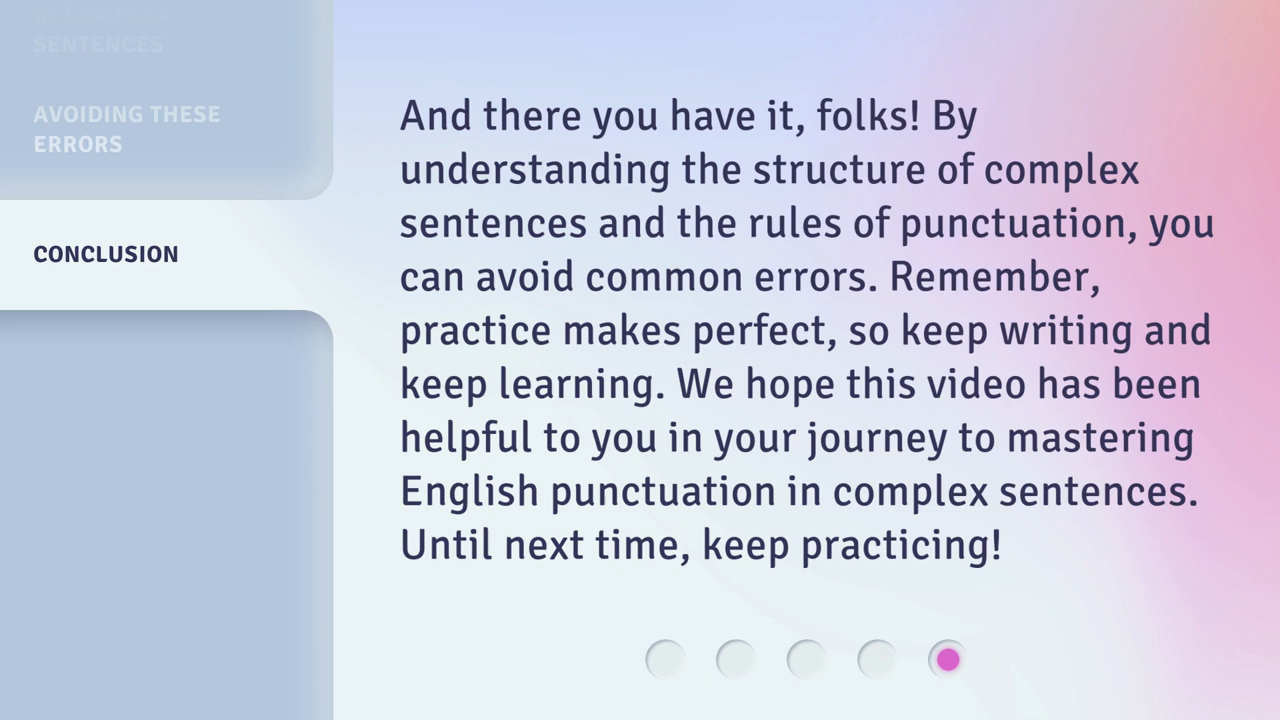 IN COMPLEX
SENTENCES
AVOIDING THESE
ERRORS
CONCLUSION
And there you have it, folks! By
understanding the structure of complex
sentences and the rules of punctuation, you
can avoid common errors. Remember,
practice makes perfect, so keep writing and
keep learning. We hope this video has been
helpful to you in your journey to mastering
English punctuation in complex sentences.
Until next time, keep practicing!